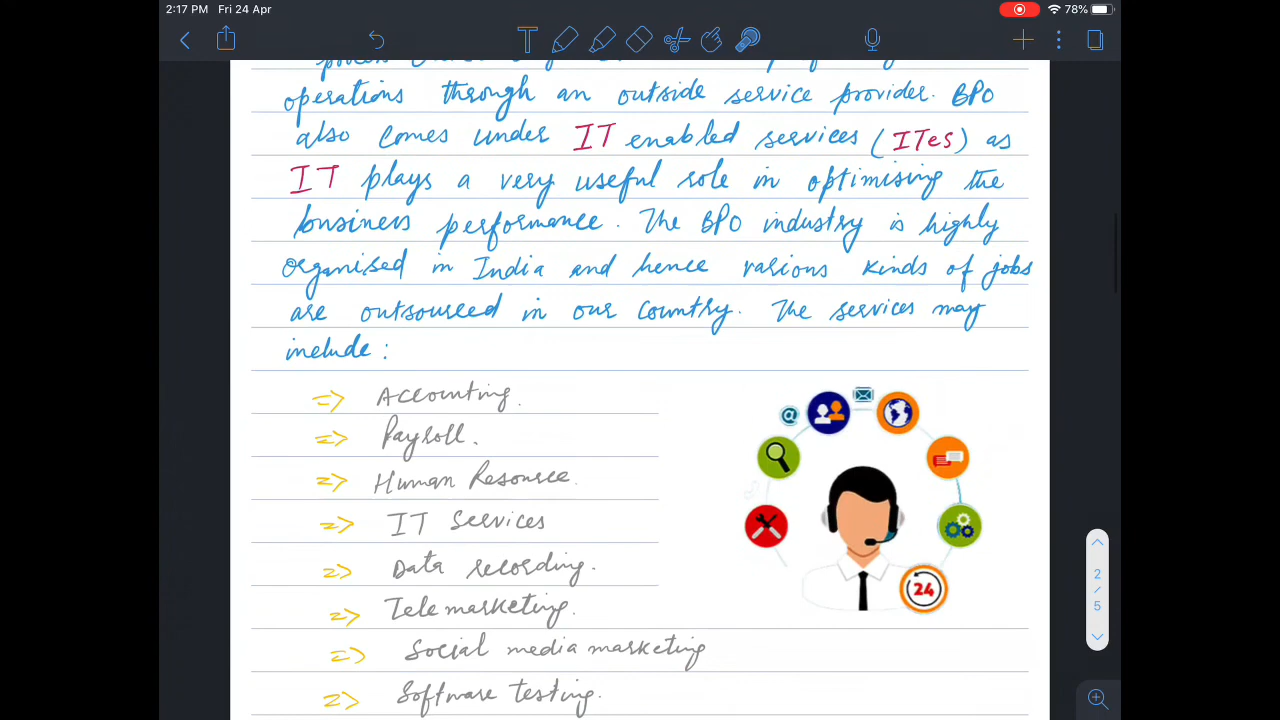 2:17 PM Fri 24 Apr
78%
operations through an outside service provider. BPO
also comes under IT enabled services (ITes) as
IT plays a very useful role in optimising the
business performance. The BPO industry is highly
organised in India and hence various kinds of jobs
are outsourced in our country. The services may
include :
=> Accounting.
=> Payroll.
=> Human Resource.
=> IT Services
=> Data recording.
=> Tele marketing.
=> Social media marketing
=> Software testing.
@
24
2
/
5